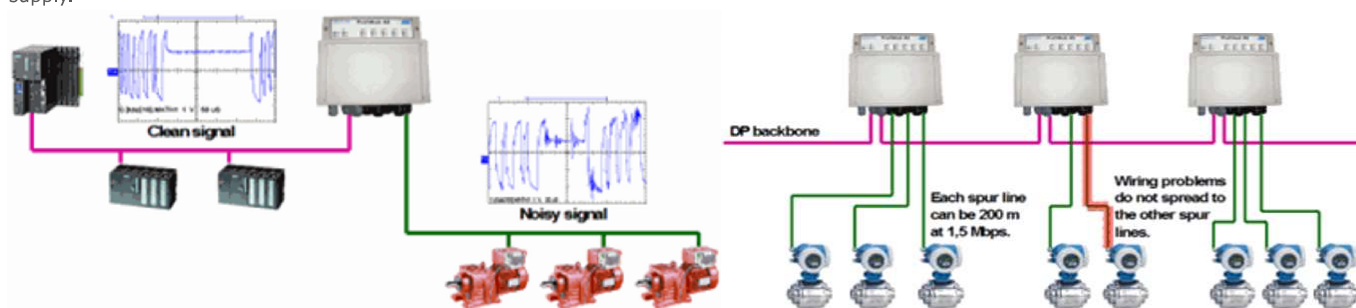 supply.
Clean signal
Noisy signal
DP backbone
Each spur line
can be 200 m
at 1,5 Mbps.
Wiring problems
do not spread to
the other spur
lines.